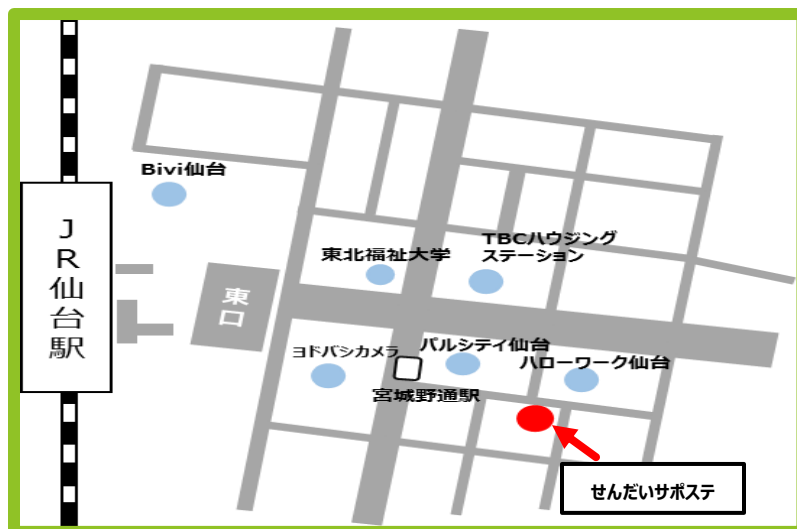 Bivi仙台
JR仙台駅
東口
東北福祉大学
TBCハウジング
ステーション
ヨドバシカメラ
パルシティ仙台
ハローワーク仙台
宮城野通駅
せんだいサポステ